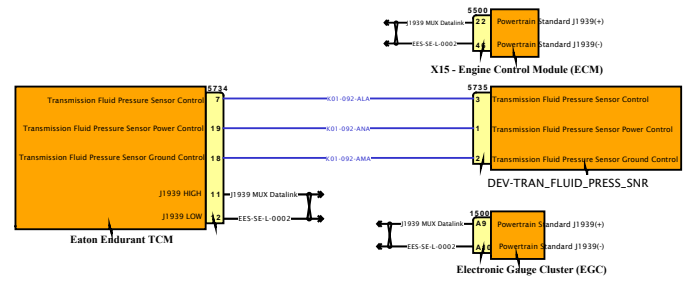 5500
J1939 MUX Datalink 22 Powertrain Standard J1939(+)
EES-SE-L-0002 46 Powertrain Standard J1939(-)
X15 - Engine Control Module (ECM)
5734
5735
Transmission Fluid Pressure Sensor Control 7 K01-092-ALA 3 Transmission Fluid Pressure Sensor Control
Transmission Fluid Pressure Sensor Power Control 19 K01-092-ANA 1 Transmission Fluid Pressure Sensor Power Control
Transmission Fluid Pressure Sensor Ground Control 18 K01-092-AMA 2 Transmission Fluid Pressure Sensor Ground Control
DEV-TRAN_FLUID_PRESS_SNR
J1939 HIGH 11 J1939 MUX Datalink
J1939 LOW 12 EES-SE-L-0002
Eaton Endurant TCM
1500
J1939 MUX Datalink A9 Powertrain Standard J1939(+)
EES-SE-L-0002 A10 Powertrain Standard J1939(-)
Electronic Gauge Cluster (EGC)